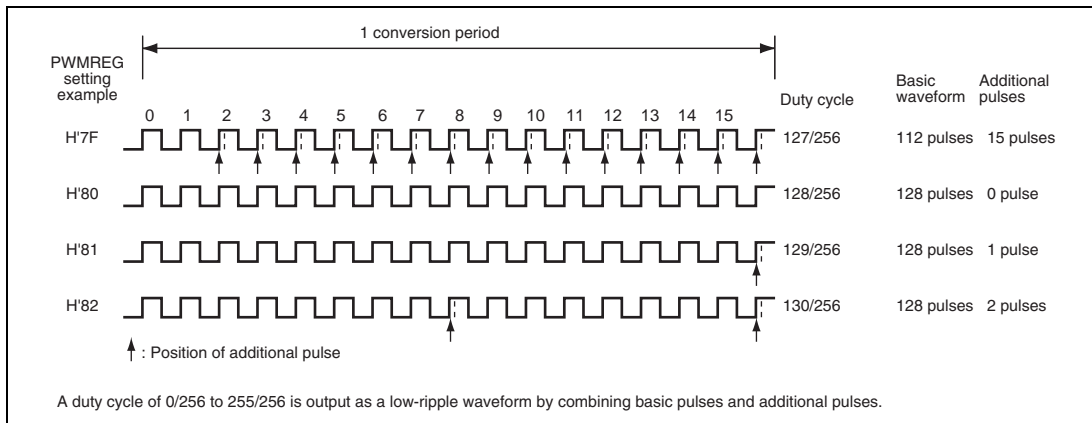 1 conversion period
PWMREG
setting
example
Duty cycle
Basic
waveform
Additional
pulses
0 1 2 3 4 5 6 7 8 9 10 11 12 13 14 15
H'7F 127/256 112 pulses 15 pulses
H'80 128/256 128 pulses 0 pulse
H'81 129/256 128 pulses 1 pulse
H'82 130/256 128 pulses 2 pulses
: Position of additional pulse
A duty cycle of 0/256 to 255/256 is output as a low-ripple waveform by combining basic pulses and additional pulses.